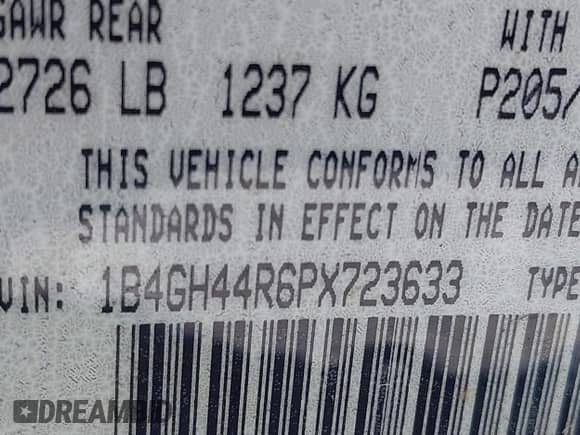 GAWR REAR WITH
2726 LB 1237 KG P205/
THIS VEHICLE CONFORMS TO ALL A
STANDARDS IN EFFECT ON THE DATE
VIN: 1B4GH44R6PX723633 TYPE
DREAMBID